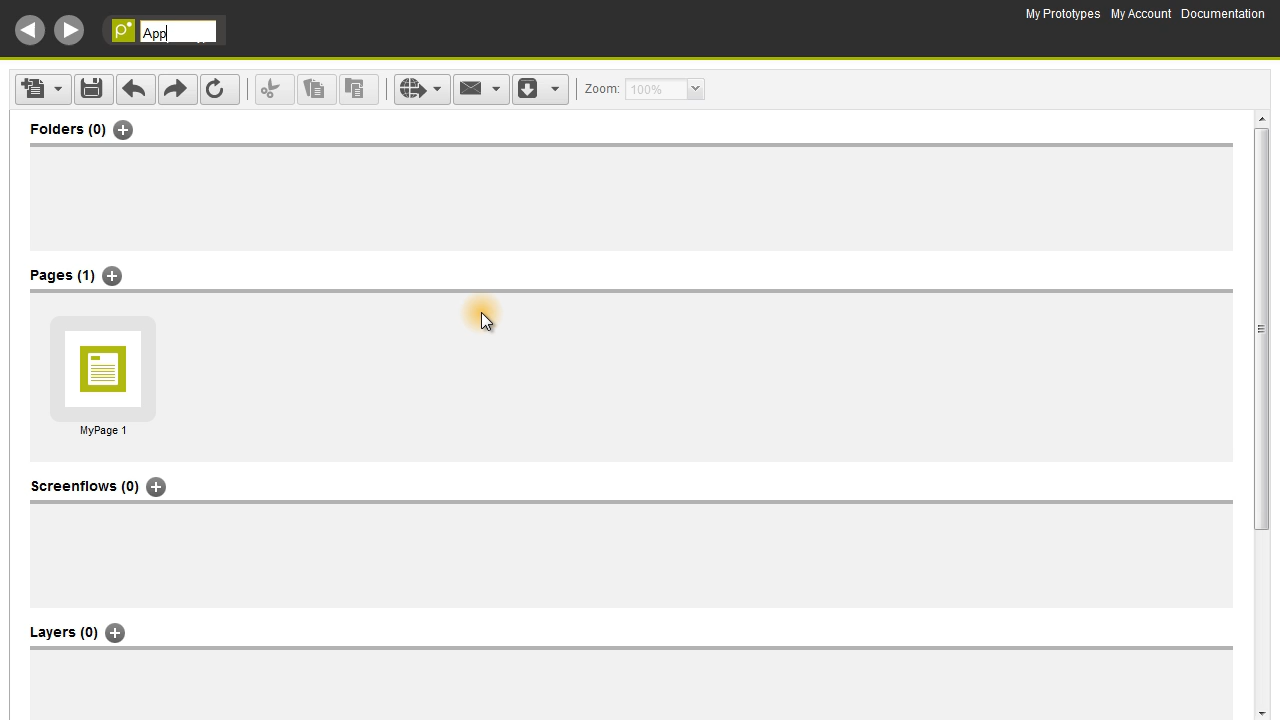 My Prototypes My Account Documentation
App
Zoom: 100%
Folders (0)
Pages (1)
MyPage 1
Screenflows (0)
Layers (0)